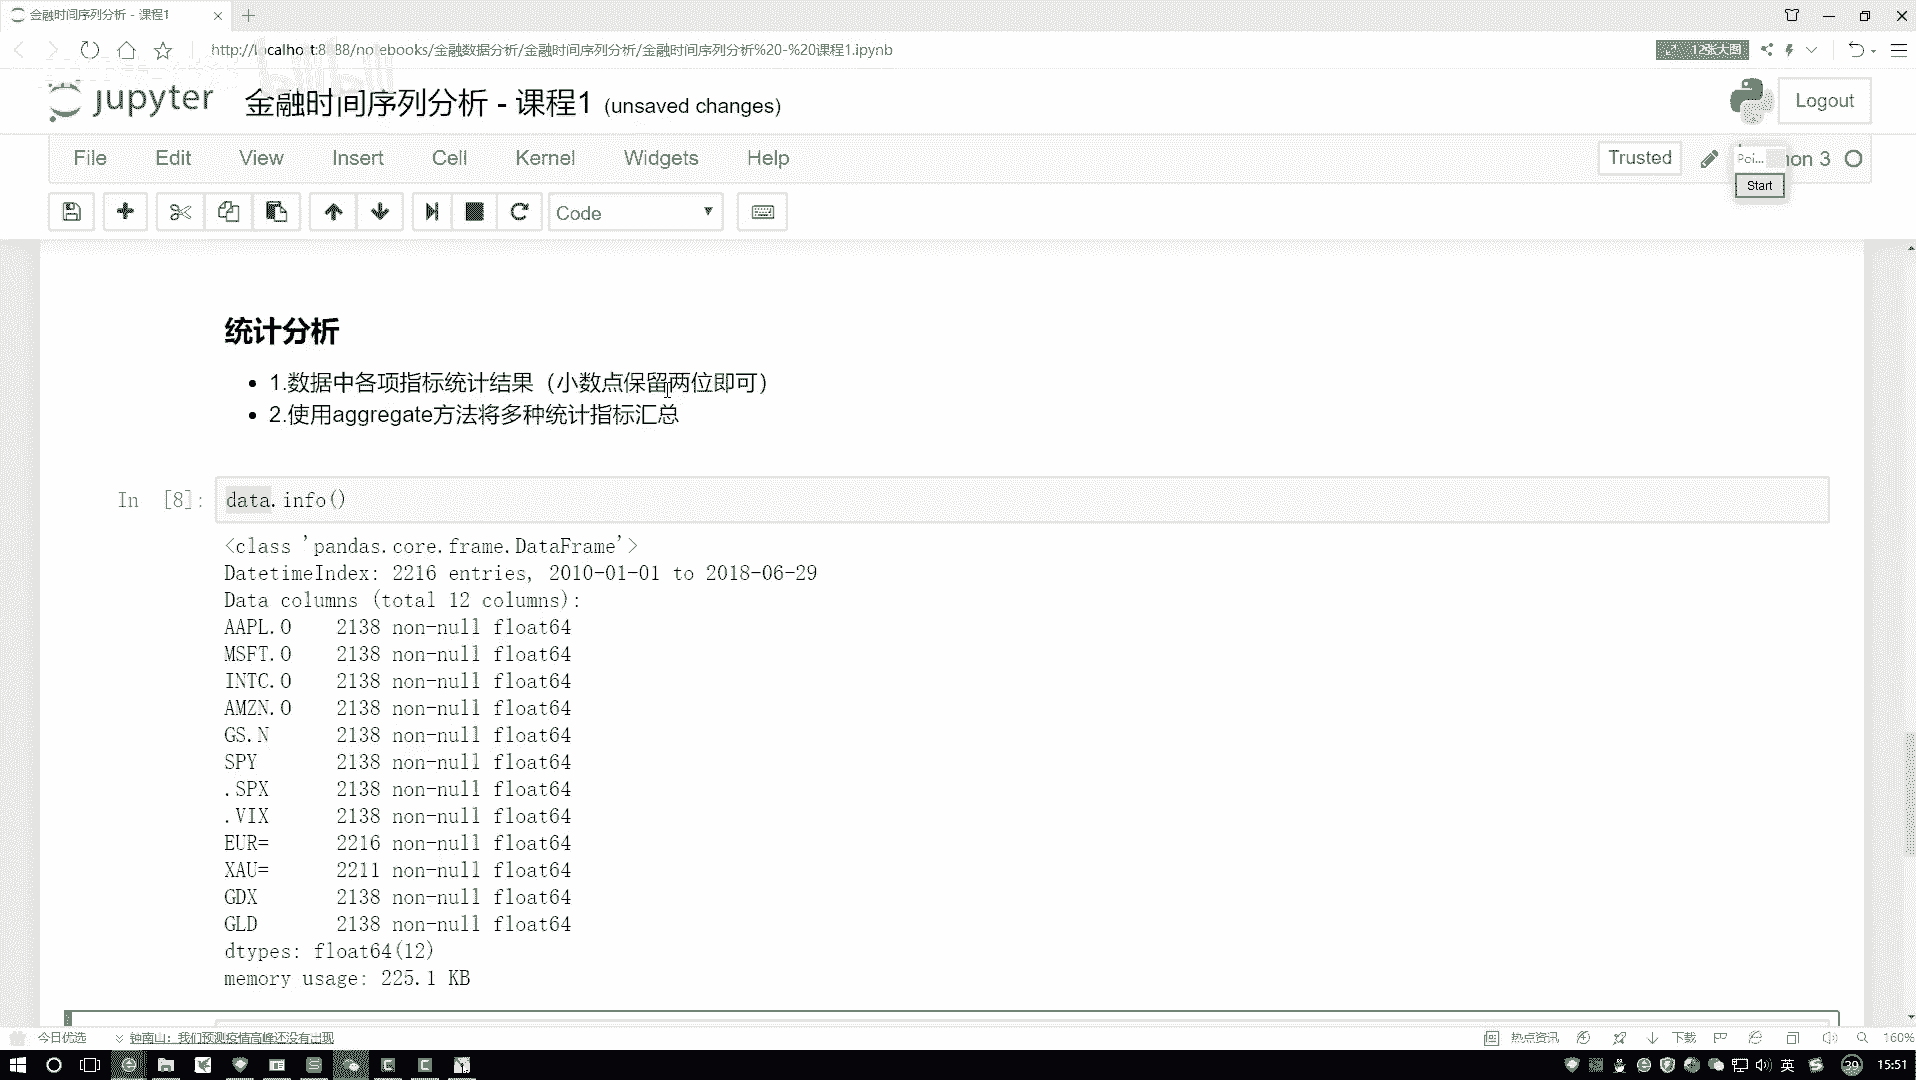 金融时间序列分析 - 课程1
http://localhost:8888/notebooks/金融数据分析/金融时间序列分析/金融时间序列分析%20-%20课程1.ipynb
12张大图
jupyter 金融时间序列分析 - 课程1 (unsaved changes)
Logout
File Edit View Insert Cell Kernel Widgets Help
Trusted
Poi... hon 3
Start
Code
统计分析
1.数据中各项指标统计结果（小数点保留两位即可）
2.使用aggregate方法将多种统计指标汇总
In [8]: data.info()
<class 'pandas.core.frame.DataFrame'>
DatetimeIndex: 2216 entries, 2010-01-01 to 2018-06-29
Data columns (total 12 columns):
AAPL.O 2138 non-null float64
MSFT.O 2138 non-null float64
INTC.O 2138 non-null float64
AMZN.O 2138 non-null float64
GS.N 2138 non-null float64
SPY 2138 non-null float64
.SPX 2138 non-null float64
.VIX 2138 non-null float64
EUR= 2216 non-null float64
XAU= 2211 non-null float64
GDX 2138 non-null float64
GLD 2138 non-null float64
dtypes: float64(12)
memory usage: 225.1 KB
今日优选 钟南山：我们预测疫情高峰还没有出现
热点资讯 下载 160%
英 39 15:51